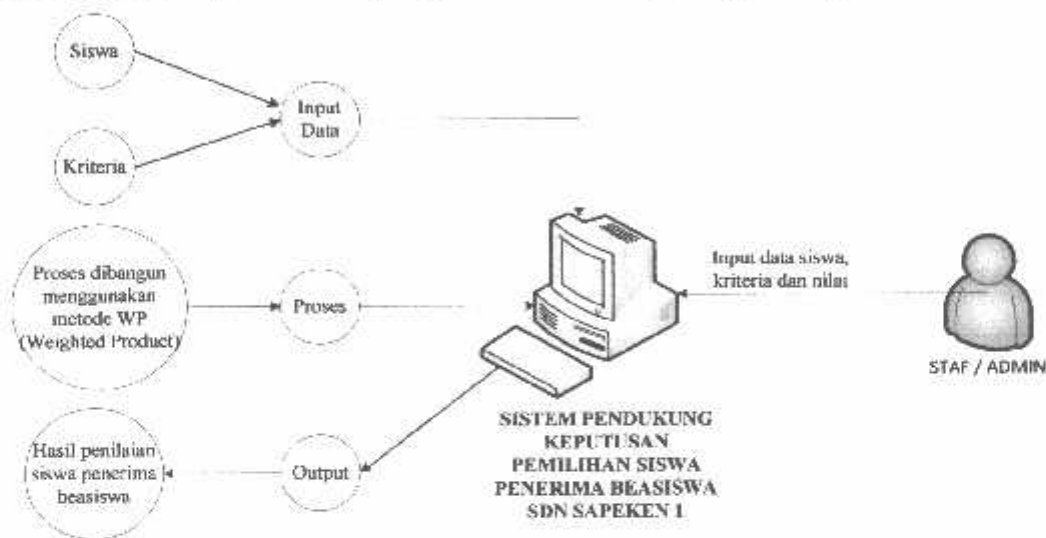 Siswa
Input
Data
Kriteria
Proses dibangun
menggunakan
metode WP
(Weighted Product)
Proses
Input data siswa,
kriteria dan nilai
STAF / ADMIN
Hasil penilaian
siswa penerima
beasiswa
Output
SISTEM PENDUKUNG
KEPUTUSAN
PEMILIHAN SISWA
PENERIMA BEASISWA
SDN SAPEKEN 1